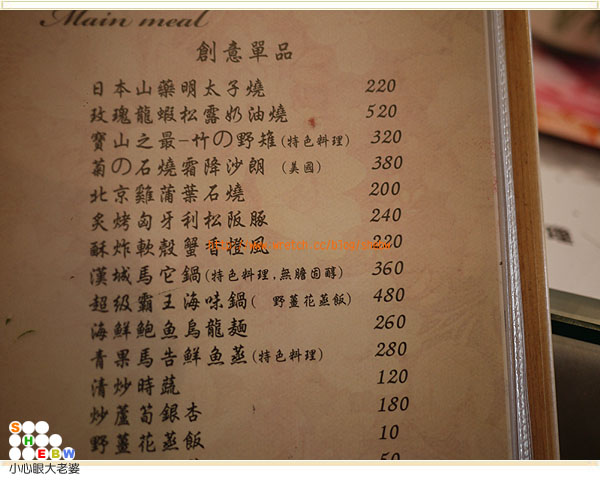 Main meal
創意單品
日本山藥明太子燒 220
玫瑰龍蝦松露奶油燒 520
寶山之最–竹の野雉(特色料理) 320
菊の石燒霜降沙朗 (美國) 380
北京雞蒲葉石燒 200
炙烤匈牙利松阪豚 240
酥炸軟殼蟹香橙風 220
漢城馬它鍋(特色料理,無膽固醇) 360
超級霸王海味鍋( 野薑花蒸飯) 480
海鮮鮑魚烏龍麵 260
青果馬告鮮魚蒸(特色料理) 280
清炒時蔬 120
炒蘆筍銀杏 180
野薑花蒸飯 10
50
理
SHOHEBW
小心眼大老婆